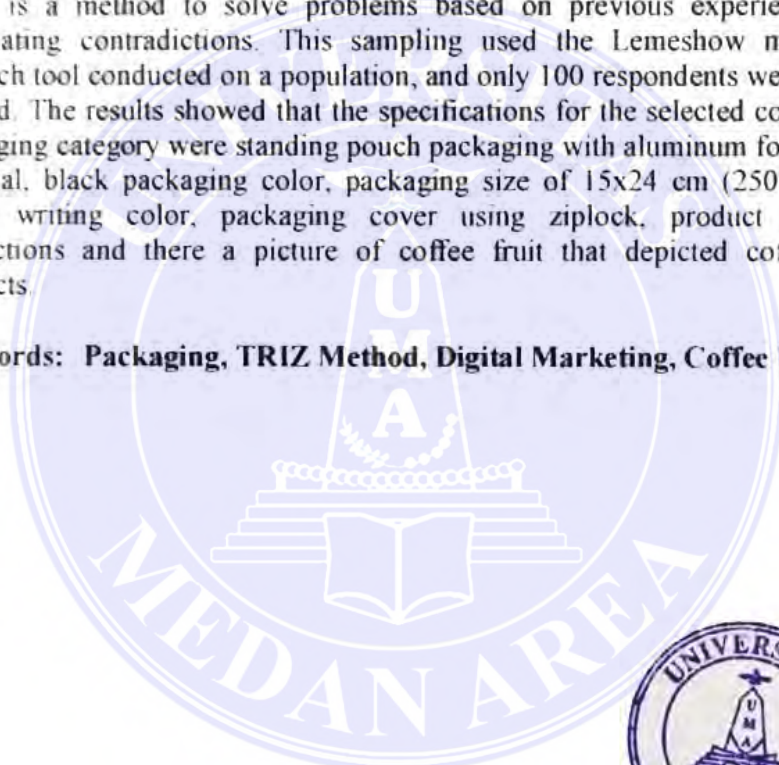 is a method to solve problems based on previous experie
ating contradictions. This sampling used the Lemeshow m
ch tool conducted on a population, and only 100 respondents we
d. The results showed that the specifications for the selected co
ging category were standing pouch packaging with aluminum fo
al, black packaging color, packaging size of 15x24 cm (250
writing color, packaging cover using ziplock, product
ctions and there a picture of coffee fruit that depicted co
cts.
ords: Packaging, TRIZ Method, Digital Marketing, Coffee
UNIVERSITAS
UMA
MEDAN AREA
UNIVERS
UMA